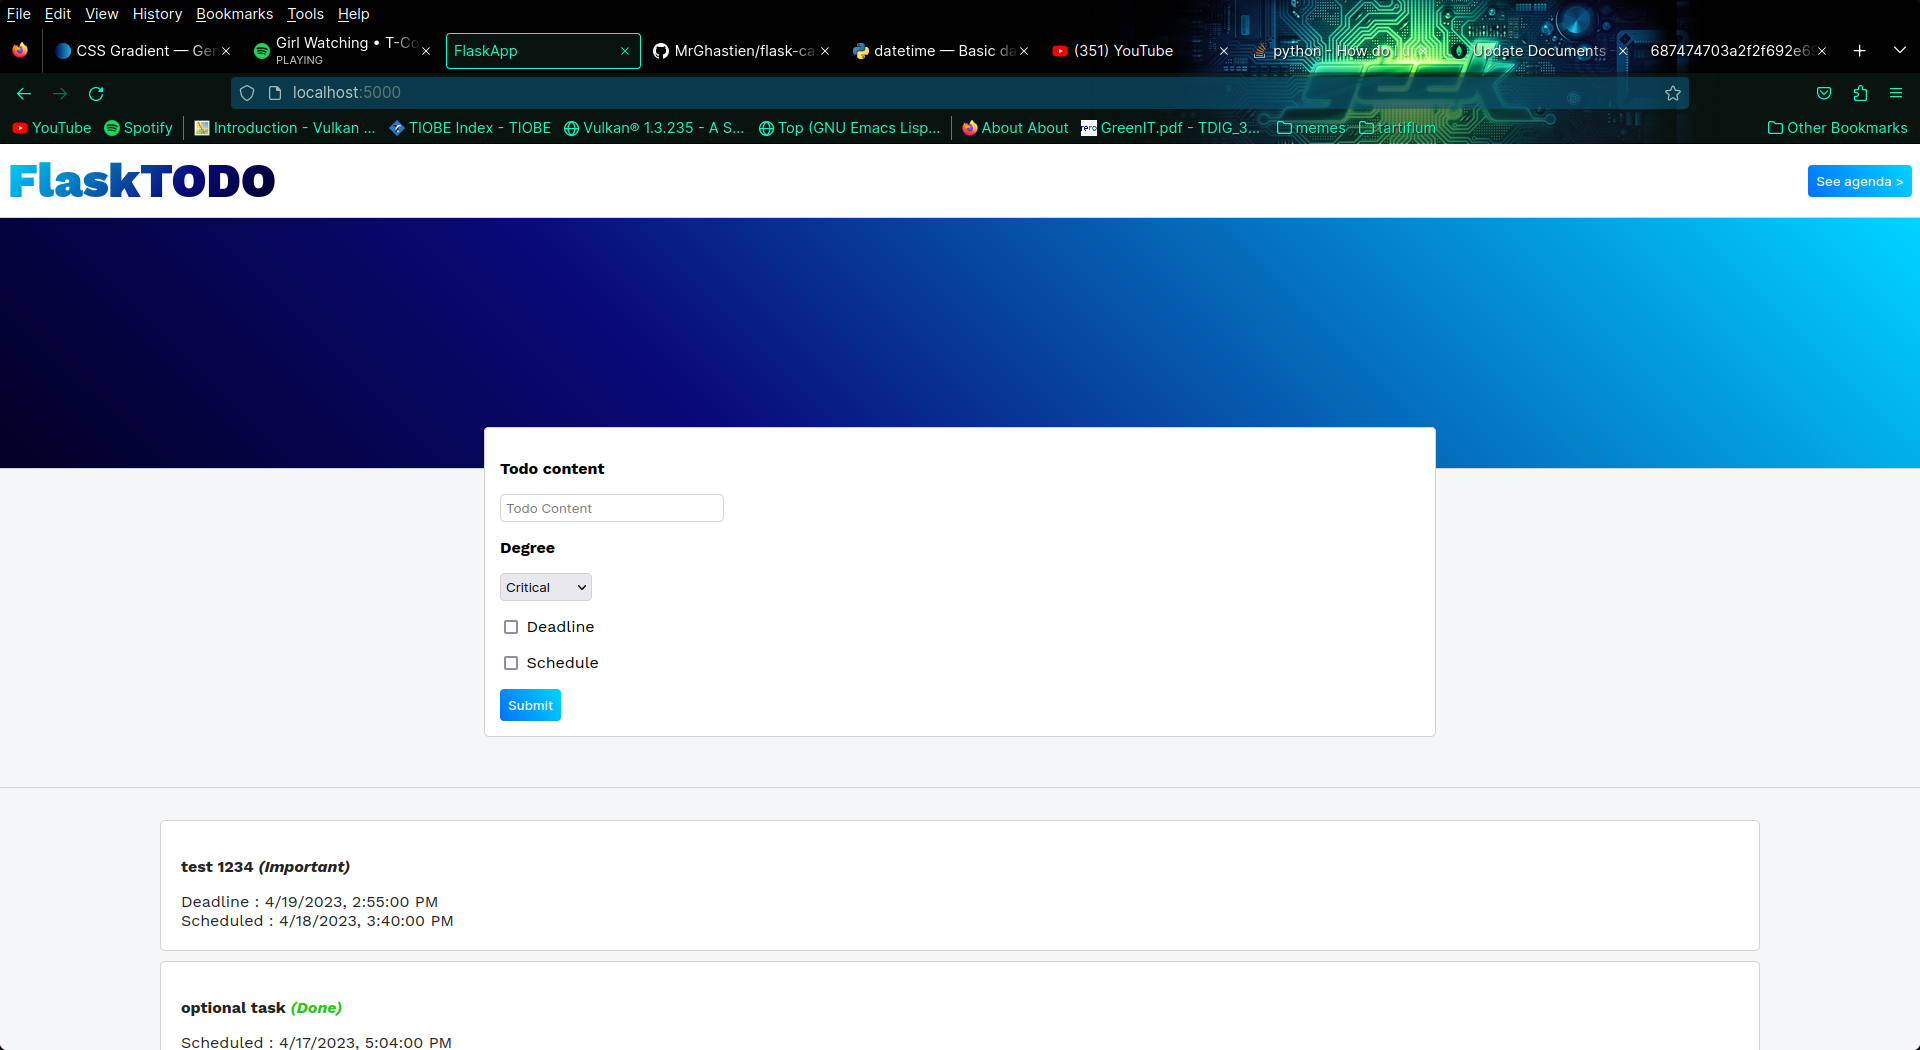 File Edit View History Bookmarks Tools Help
CSS Gradient — Gen
Girl Watching • T-Co
PLAYING
FlaskApp
MrGhastien/flask-ca
datetime — Basic da
(351) YouTube
python - How do I
Update Documents -
687474703a2f2f692e69
localhost:5000
YouTube Spotify Introduction - Vulkan ... TIOBE Index - TIOBE Vulkan® 1.3.235 - A S... Top (GNU Emacs Lisp... About About GreenIT.pdf - TDIG_3... memes tartiflum Other Bookmarks
FlaskTODO
See agenda >
Todo content
Todo Content
Degree
Critical
Deadline
Schedule
Submit
test 1234 (Important)
Deadline : 4/19/2023, 2:55:00 PM
Scheduled : 4/18/2023, 3:40:00 PM
optional task (Done)
Scheduled : 4/17/2023, 5:04:00 PM